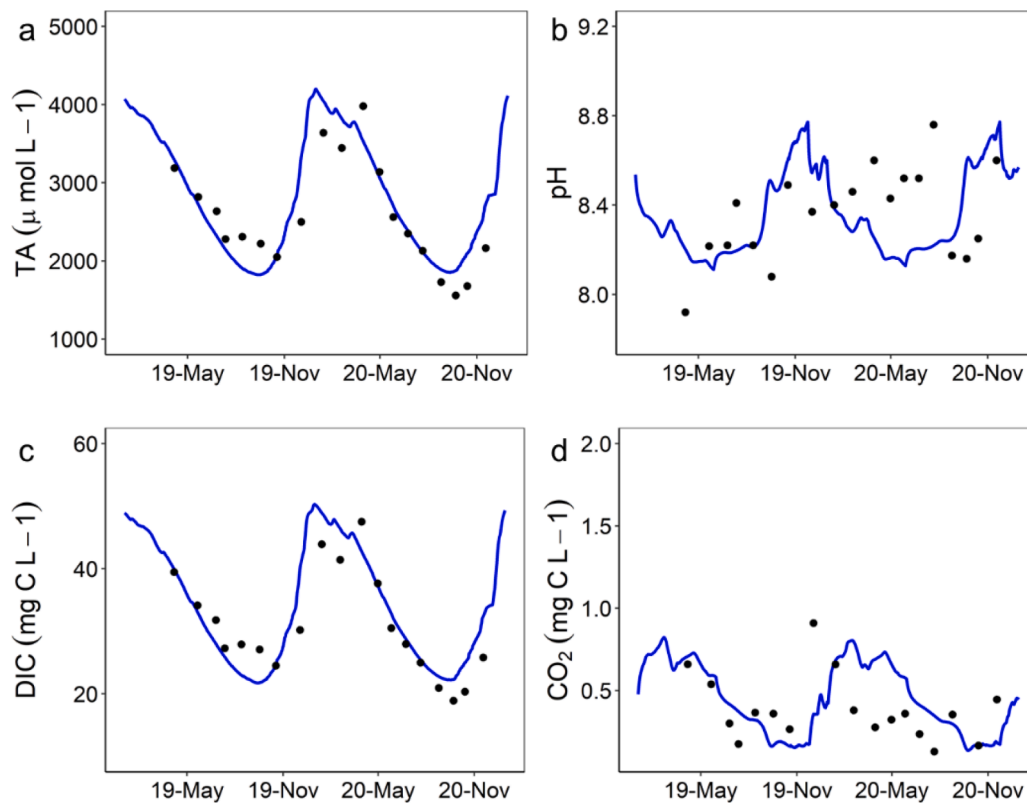 a
TA (μ mol L−1)
5000
4000
3000
2000
1000
19-May 19-Nov 20-May 20-Nov
b
pH
9.2
8.8
8.4
8.0
19-May 19-Nov 20-May 20-Nov
c
DIC (mg C L−1)
60
40
20
19-May 19-Nov 20-May 20-Nov
d
CO₂ (mg C L−1)
2.0
1.5
1.0
0.5
19-May 19-Nov 20-May 20-Nov